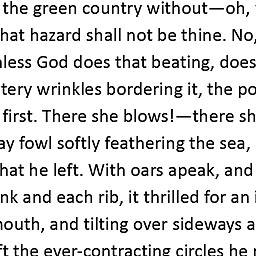 the green country without—oh,
hat hazard shall not be thine. No,
less God does that beating, does
tery wrinkles bordering it, the po
first. There she blows!—there sh
ay fowl softly feathering the sea,
hat he left. With oars apeak, and
nk and each rib, it thrilled for an i
mouth, and tilting over sideways a
ft the ever-contracting circles he